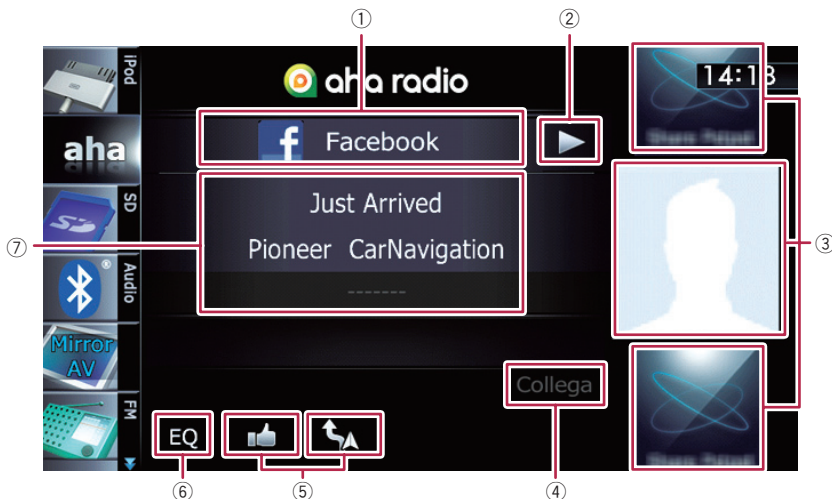 ① ②
iPod
aha radio
14:18
Facebook
aha
SD
Just Arrived
⑦ ③
Pioneer CarNavigation
-------
® Audio
Mirror
AV
Collega
FM
EQ
⑥ ⑤ ④